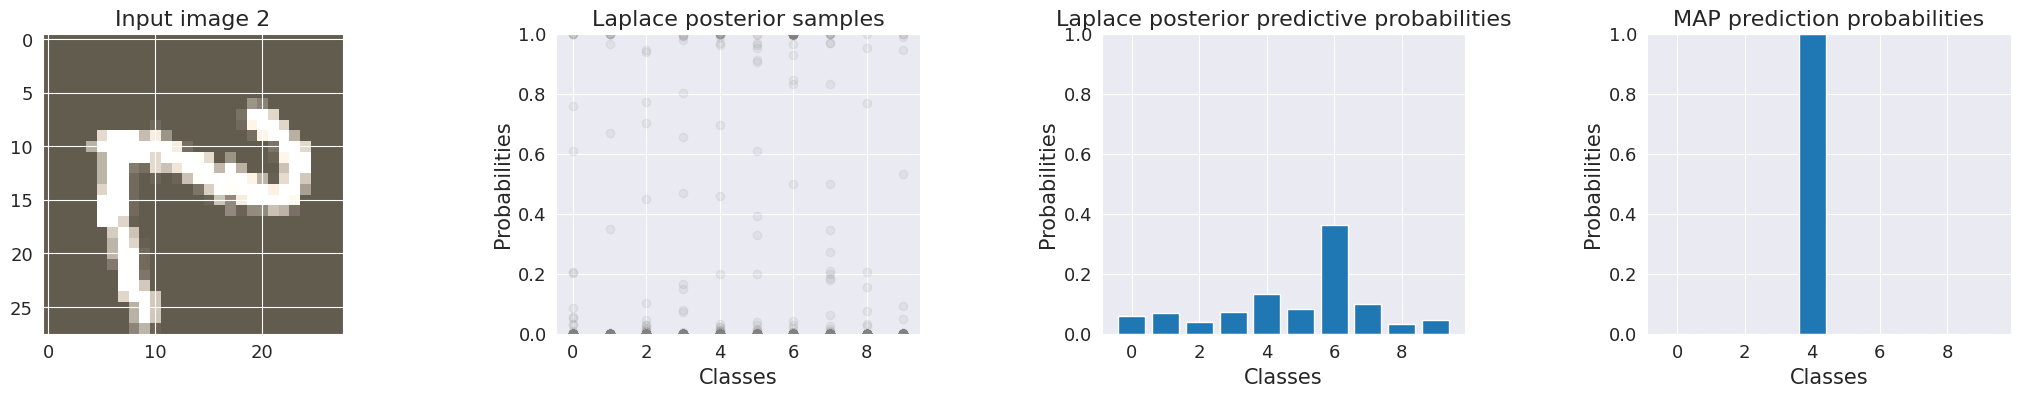 Input image 2
0
5
10
15
20
25
0 10 20
Laplace posterior samples
Probabilities
1.0
0.8
0.6
0.4
0.2
0.0
0 2 4 6 8
Classes
Laplace posterior predictive probabilities
Probabilities
1.0
0.8
0.6
0.4
0.2
0.0
0 2 4 6 8
Classes
MAP prediction probabilities
Probabilities
1.0
0.8
0.6
0.4
0.2
0.0
0 2 4 6 8
Classes